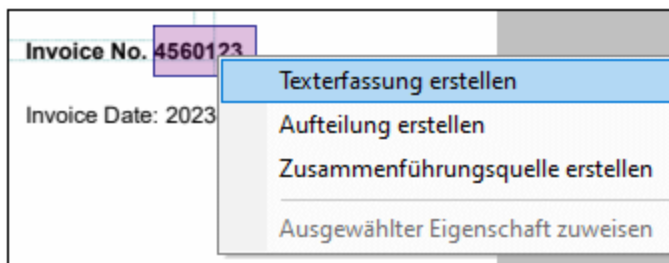 Invoice No. 4560123
Texterfassung erstellen
Invoice Date: 2023
Aufteilung erstellen
Zusammenführungsquelle erstellen
Ausgewählter Eigenschaft zuweisen